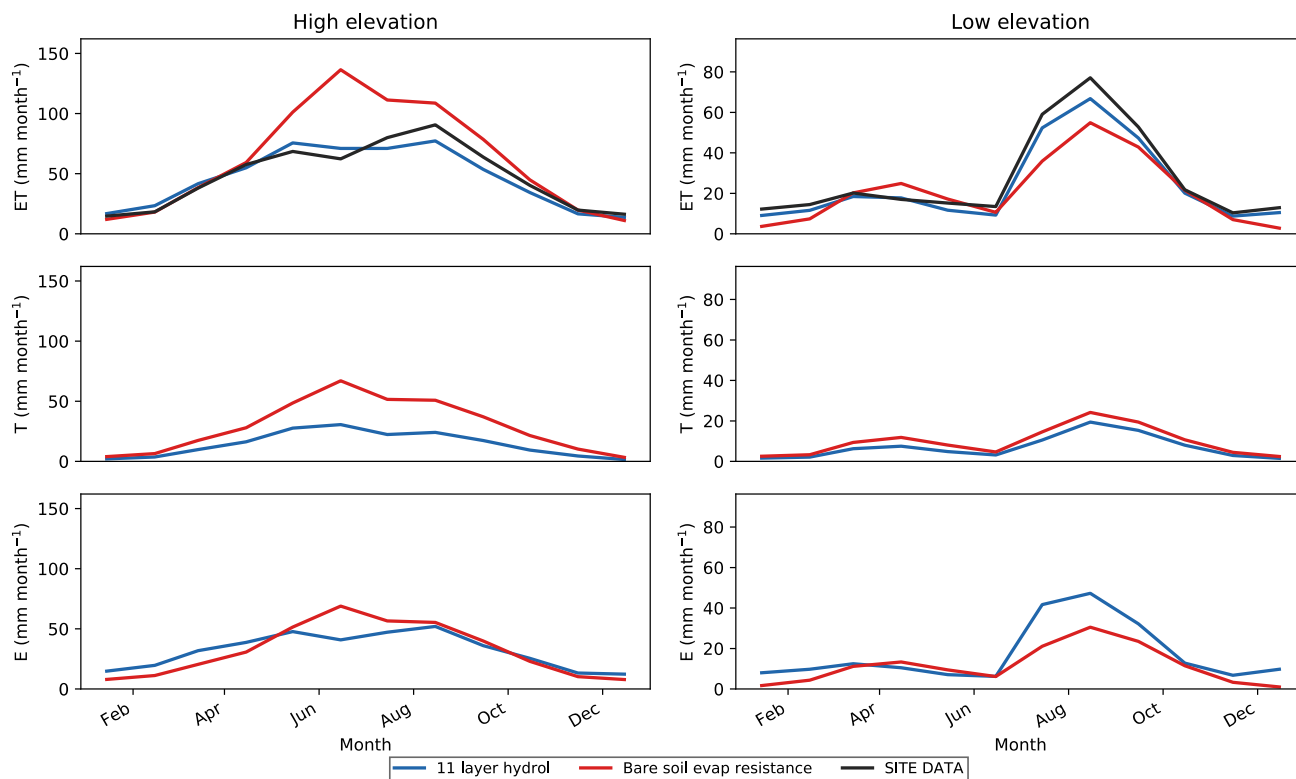 High elevation
Low elevation
ET (mm month⁻¹)
150
100
50
0
ET (mm month⁻¹)
80
60
40
20
0
T (mm month⁻¹)
150
100
50
0
T (mm month⁻¹)
80
60
40
20
0
E (mm month⁻¹)
150
100
50
0
E (mm month⁻¹)
80
60
40
20
0
Feb Apr Jun Aug Oct Dec
Feb Apr Jun Aug Oct Dec
Month
Month
11 layer hydrol Bare soil evap resistance SITE DATA